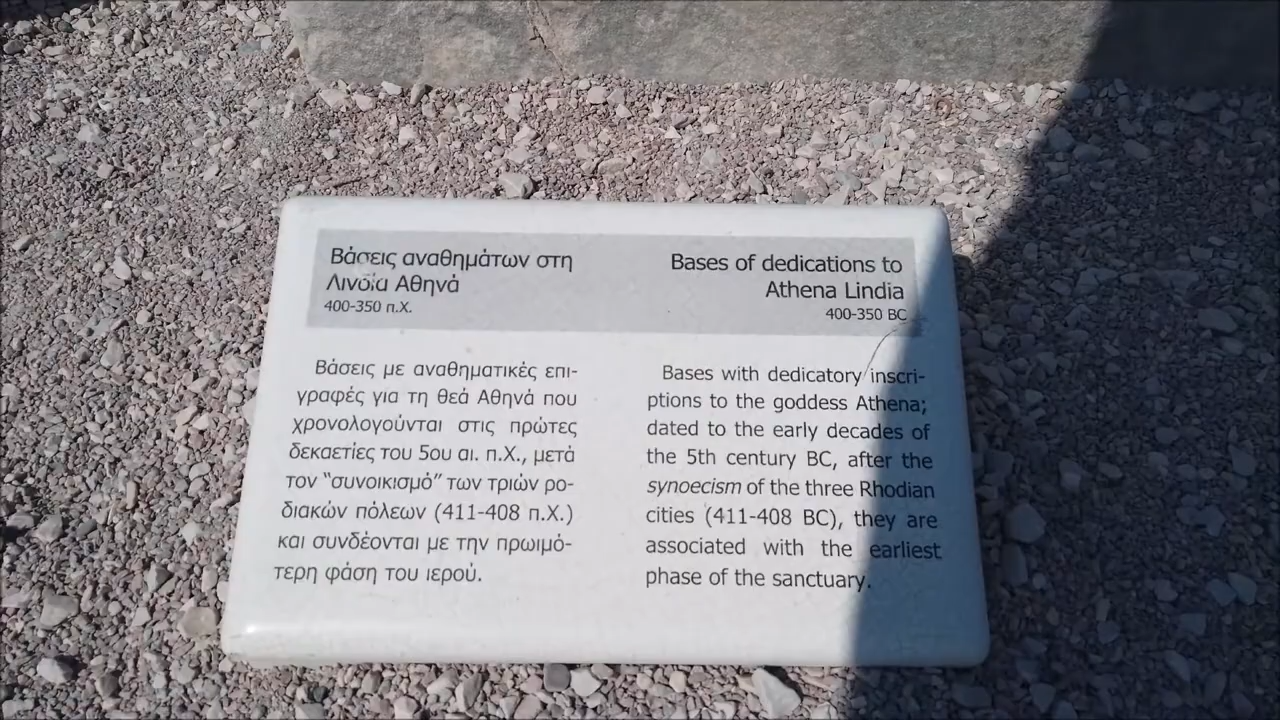 Βάσεις αναθημάτων στη
Λινδία Αθηνά
400-350 π.Χ.
Βάσεις με αναθηματικές επι-
γραφές για τη θεά Αθηνά που
χρονολογούνται στις πρώτες
δεκαετίες του 5ου αι. π.Χ., μετά
τον "συνοικισμό" των τριών ρο-
διακών πόλεων (411-408 π.Χ.)
και συνδέονται με την πρωιμό-
τερη φάση του ιερού.
Bases of dedications to
Athena Lindia
400-350 BC
Bases with dedicatory inscri-
ptions to the goddess Athena;
dated to the early decades of
the 5th century BC, after the
synoecism of the three Rhodian
cities (411-408 BC), they are
associated with the earliest
phase of the sanctuary.